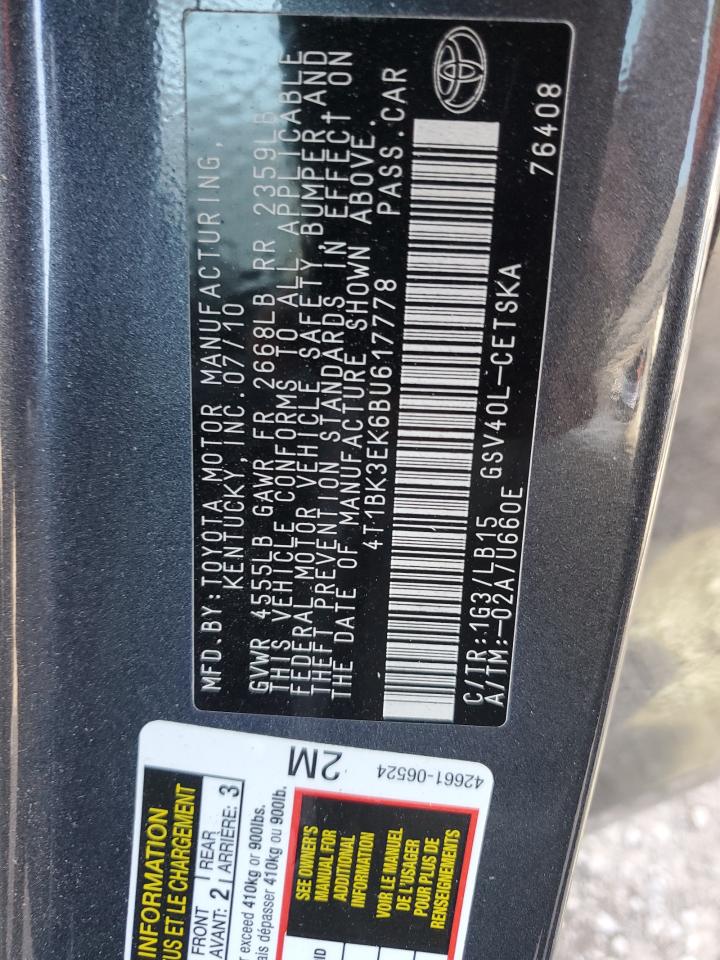 MFD.BY:TOYOTA MOTOR MANUFACTURING,
KENTUCKY, INC. 07/10
GVWR 4555LB GAWR FR 2668LB RR 2359LB
THIS VEHICLE CONFORMS TO ALL APPLICABLE
FEDERAL MOTOR VEHICLE SAFETY BUMPER,AND
THEFT PREVENTION STANDARDS IN EFFECT ON
THE DATE OF MANUFACTURE SHOWN ABOVE.
4T1BK3EK6BU617778 PASS.CAR
C/TR:1G3/LB15 GSV40L-CETSKA
A/TM:-02A/U660E
76408
INFORMATION
US ET LE CHARGEMENT
FRONT 2 REAR 3
AVANT: ARRIÈRE:
exceed 410kg or 900lbs.
dépasser 410kg ou 900lb.
2M
42661-06524
SEE OWNER'S
MANUAL FOR
ADDITIONAL
INFORMATION
VOIR LE MANUEL
DE L'USAGER
POUR PLUS DE
RENSEIGNEMENTS